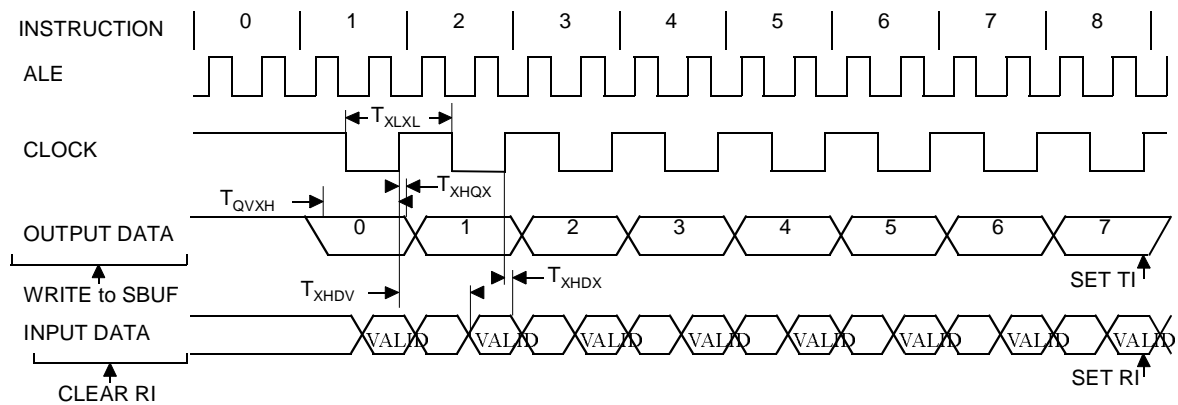 INSTRUCTION 0 1 2 3 4 5 6 7 8
ALE
TXLXL
CLOCK
TXHQX
TQVXH
OUTPUT DATA 0 1 2 3 4 5 6 7
SET TI
TXHDX
TXHDV
WRITE to SBUF
INPUT DATA VALID VALID VALID VALID VALID VALID VALID VALID
SET RI
CLEAR RI